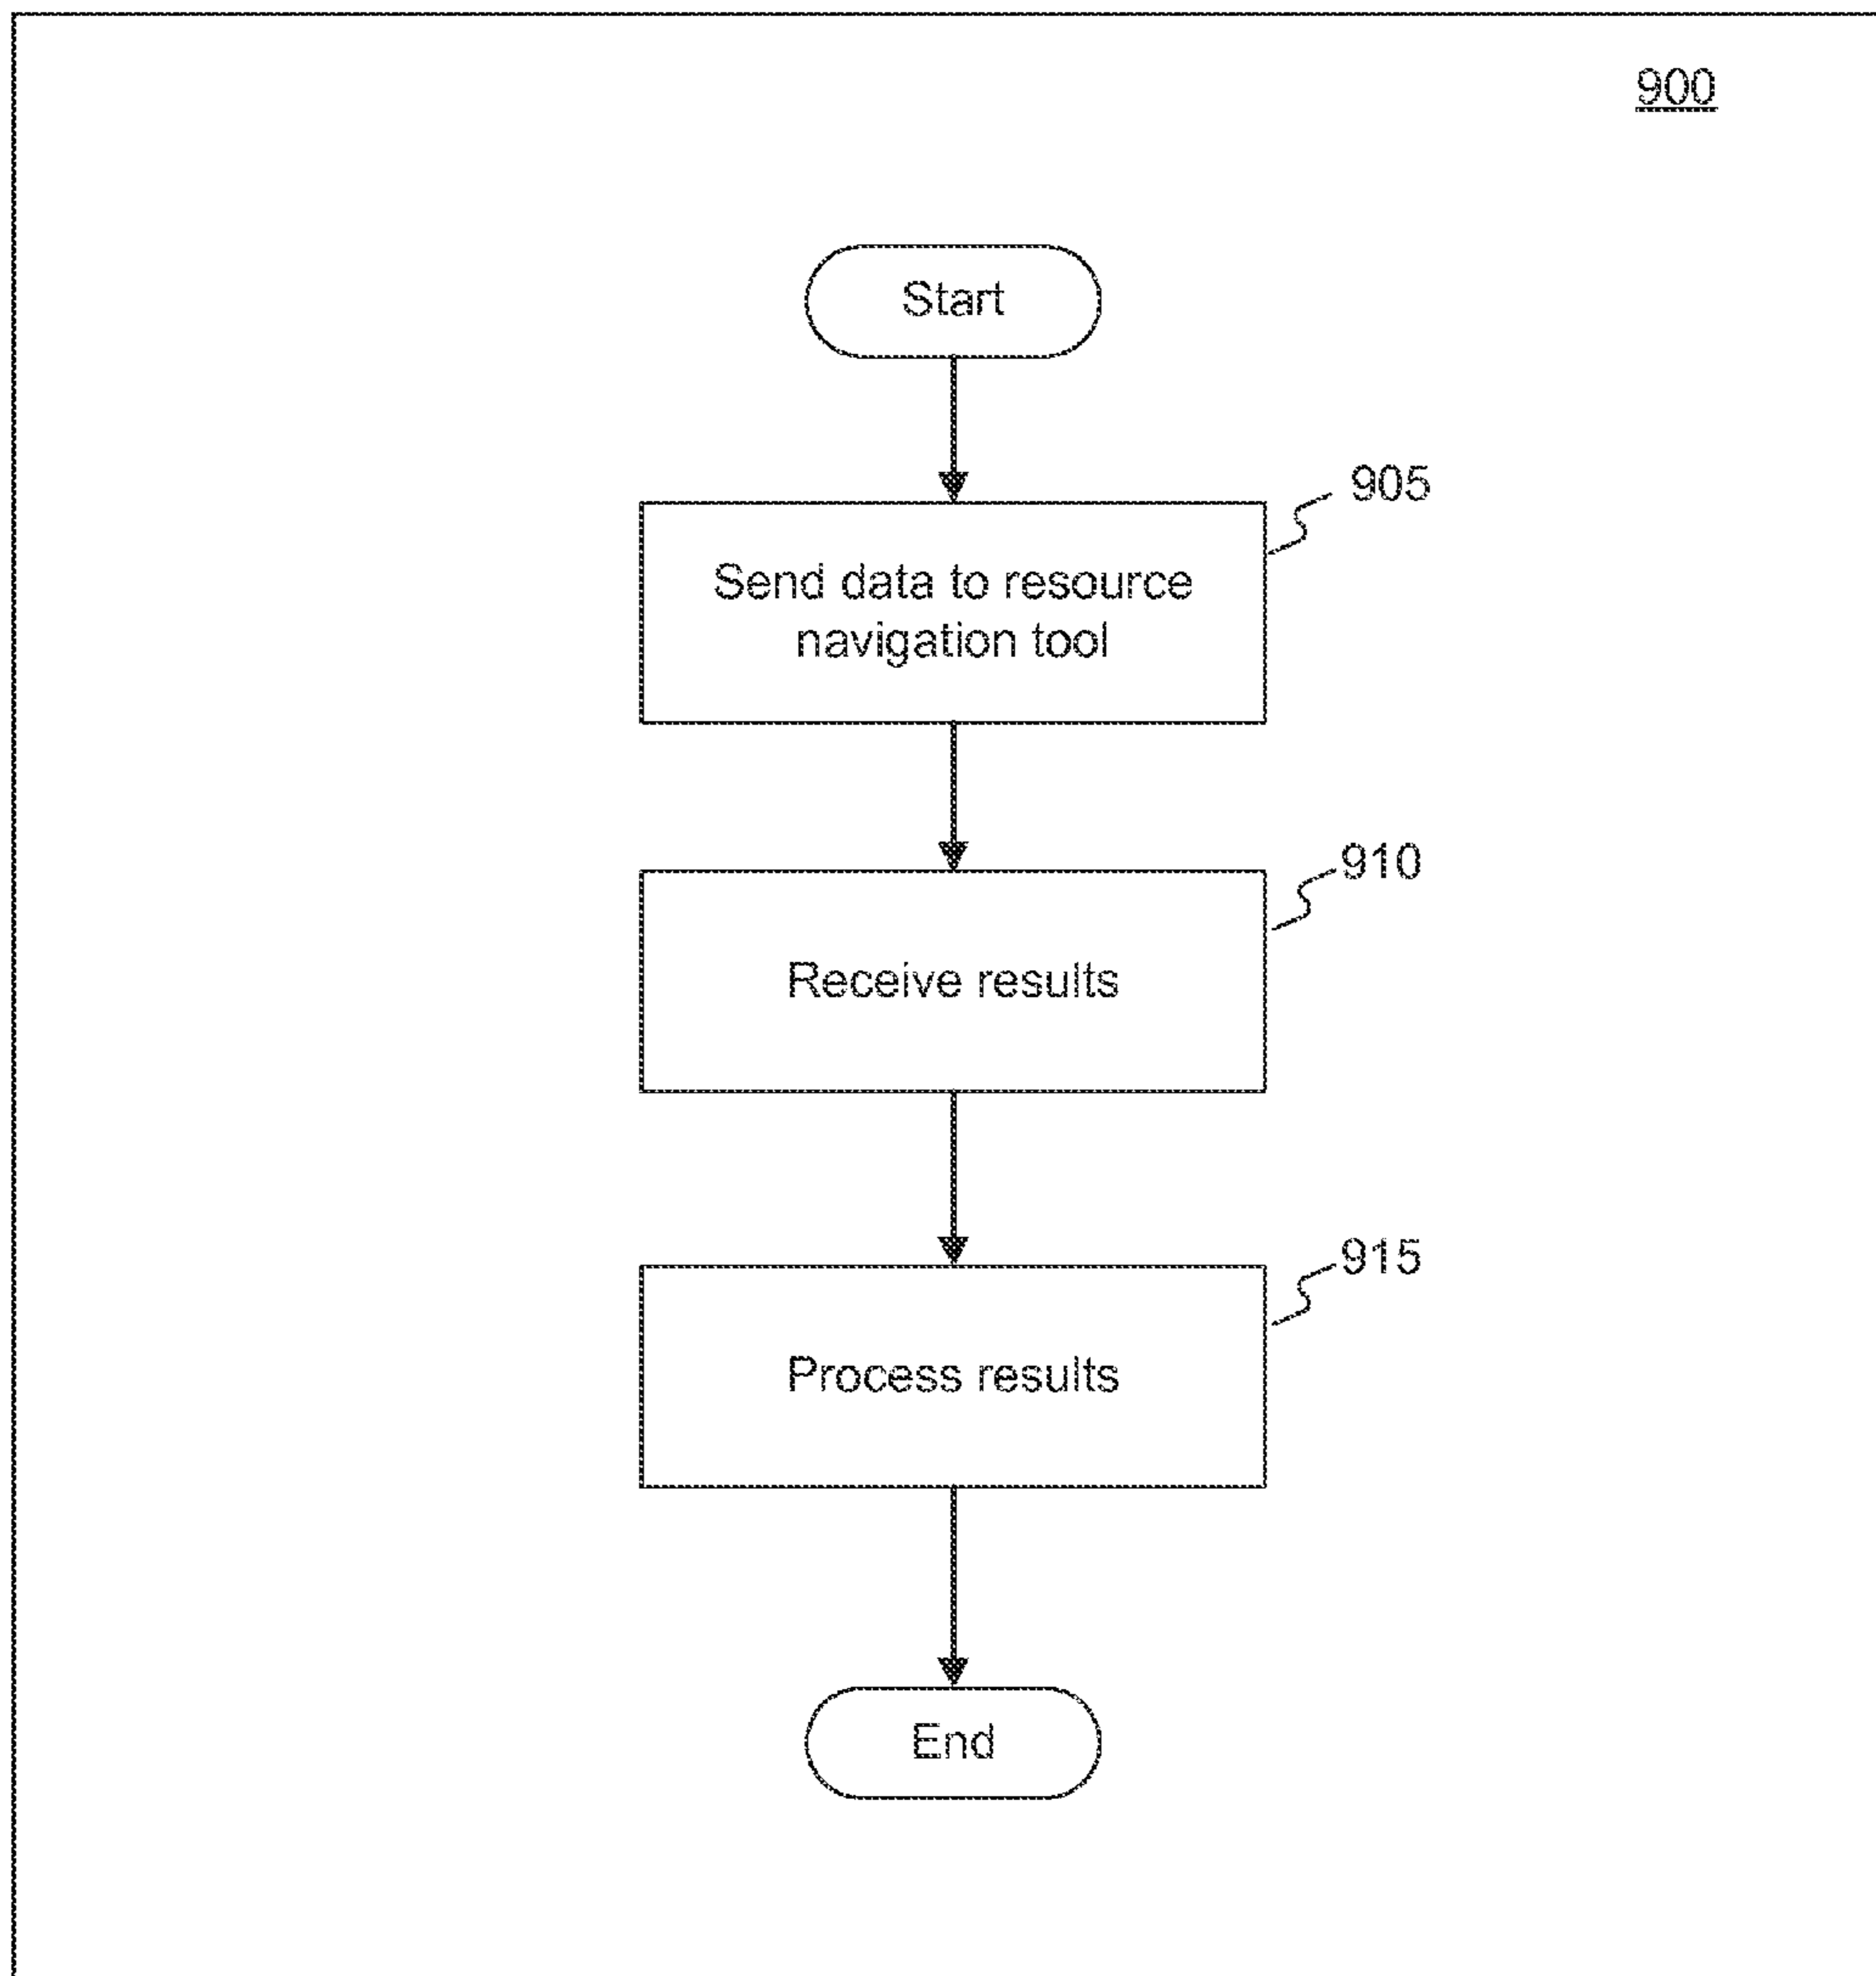 900
Start
905
Send data to resource
navigation tool
910
Receive results
915
Process results
End